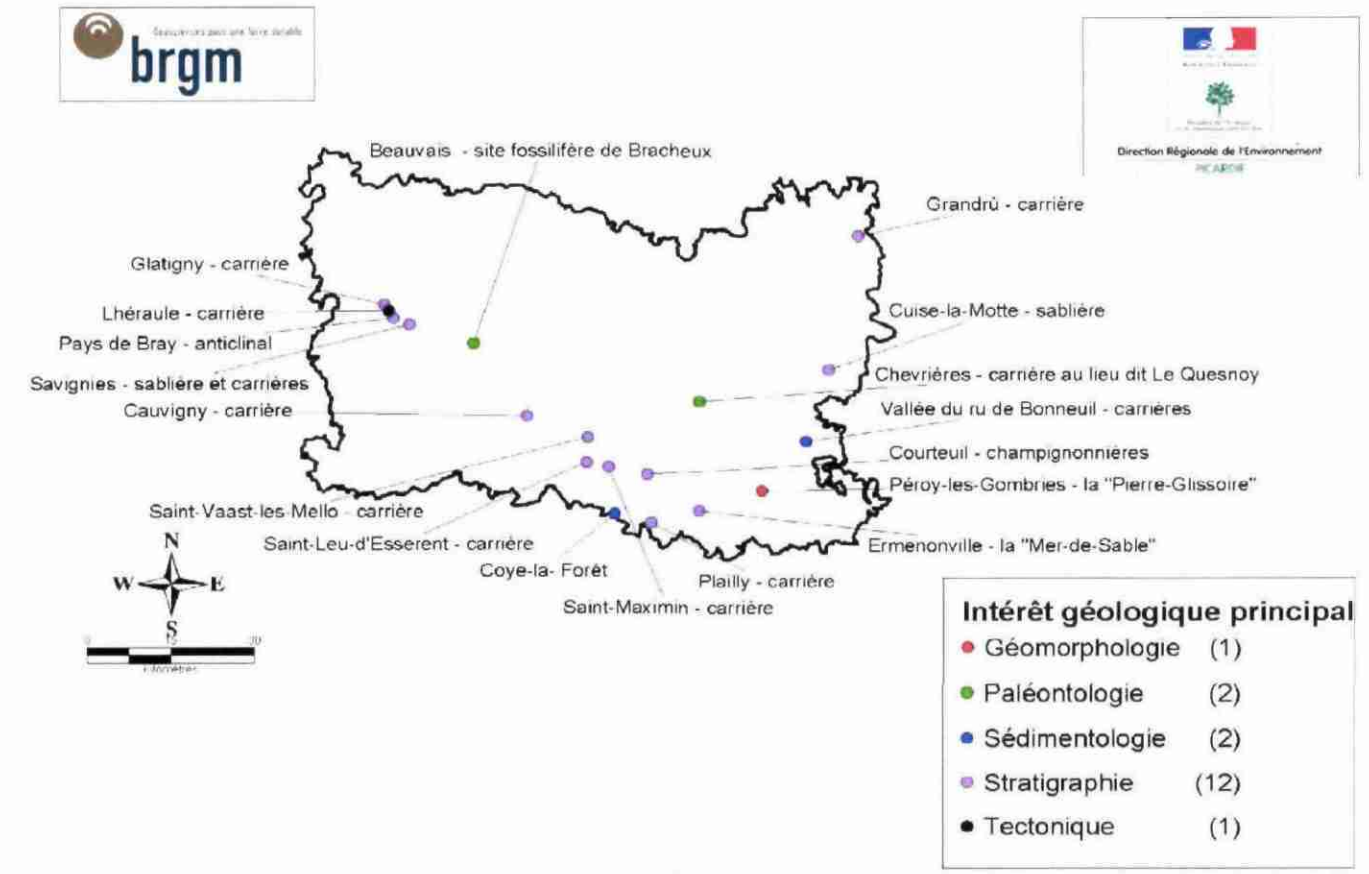 brgm
Direction Régionale de l'Environnement
PICARDIE
Beauvais - site fossilifère de Bracheux
Grandrû - carrière
Glatigny - carrière
Lhéraule - carrière
Pays de Bray - anticlinal
Savignies - sablière et carrières
Cauvigny - carrière
Cuise-la-Motte - sablière
Chevrières - carrière au lieu dit Le Quesnoy
Vallée du ru de Bonneuil - carrières
Courteuil - champignonnières
Péroy-les-Gombries - la "Pierre-Glissoire"
Ermenonville - la "Mer-de-Sable"
Saint-Vaast-les-Mello - carrière
Saint-Leu-d'Esserent - carrière
Coye-la- Forêt
Plailly - carrière
Saint-Maximin - carrière
N
W E
S
Kilomètres
Intérêt géologique principal
Géomorphologie (1)
Paléontologie (2)
Sédimentologie (2)
Stratigraphie (12)
Tectonique (1)